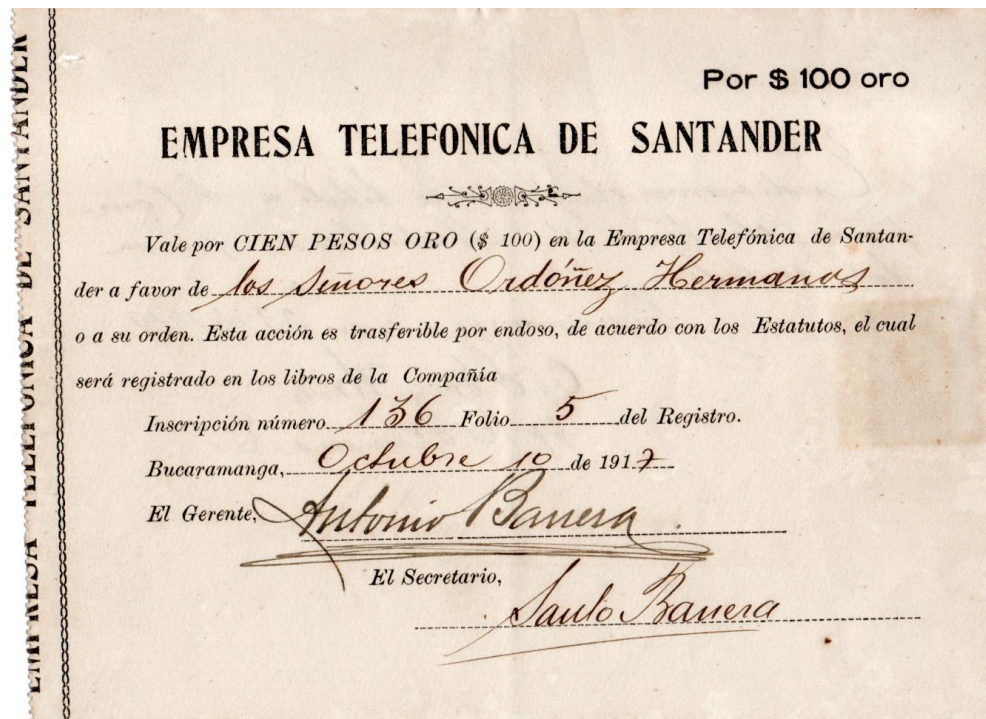 Por $ 100 oro
EMPRESA TELEFONICA DE SANTANDER
Vale por CIEN PESOS ORO ($ 100) en la Empresa Telefónica de Santan-
der a favor de los señores Ordóñez Hermanos
o a su orden. Esta acción es trasferible por endoso, de acuerdo con los Estatutos, el cual
será registrado en los libros de la Compañía
Inscripción número 136 Folio 5 del Registro.
Bucaramanga, Octubre 10 de 1917
El Gerente, Antonio Barrera
El Secretario,
Saulo Barrera
EMPRESA TELEFONICA DE SANTANDER